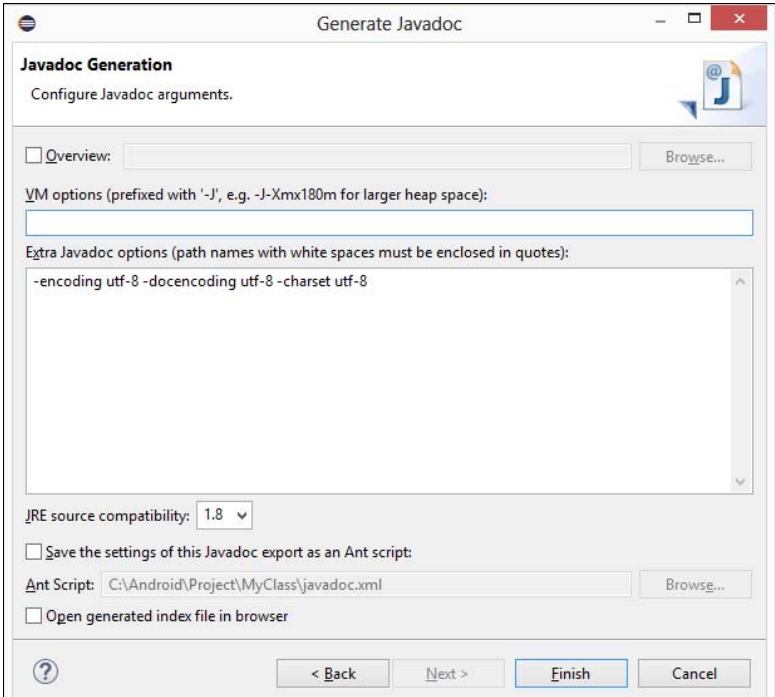 Generate Javadoc
Javadoc Generation
Configure Javadoc arguments.
@
J
Overview:
Browse...
VM options (prefixed with '-J', e.g. -J-Xmx180m for larger heap space):
Extra Javadoc options (path names with white spaces must be enclosed in quotes):
-encoding utf-8 -docencoding utf-8 -charset utf-8
JRE source compatibility: 1.8
Save the settings of this Javadoc export as an Ant script:
Ant Script: C:\Android\Project\MyClass\javadoc.xml Browse...
Open generated index file in browser
?
< Back Next > Finish Cancel